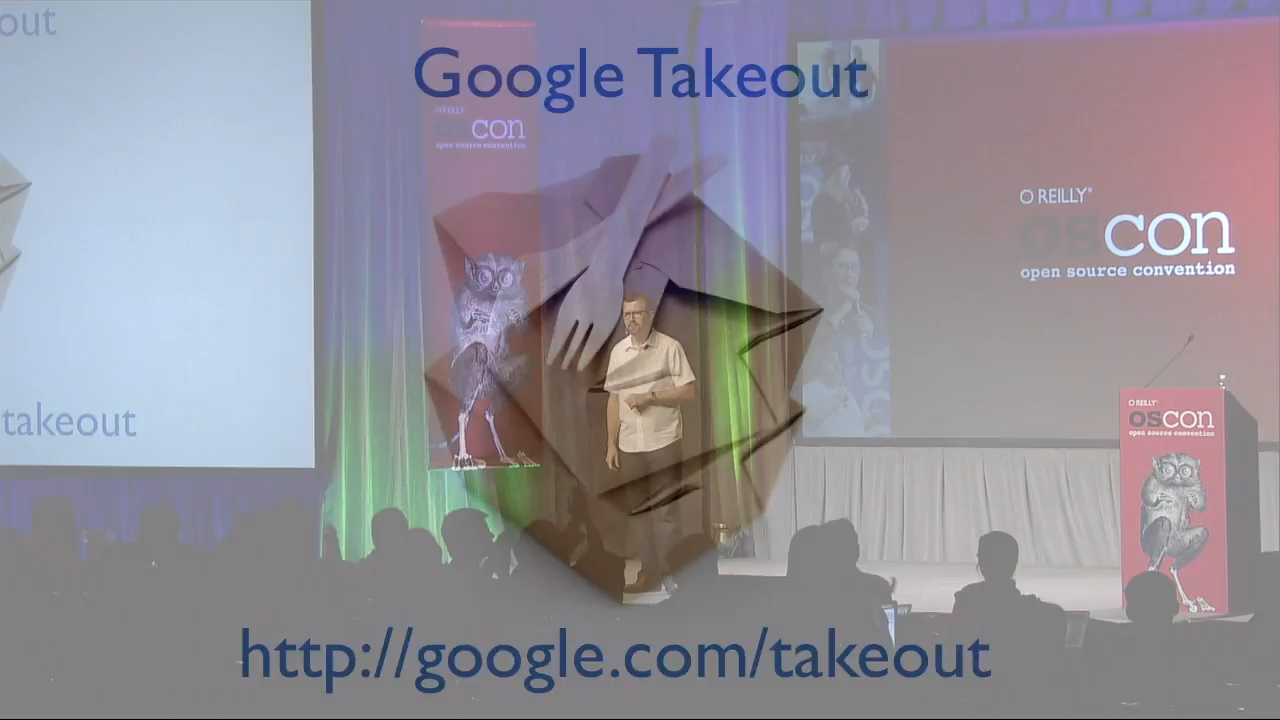 out
Google Takeout
O'REILLY
oscon
open source convention
O REILLY
oscon
open source convention
takeout
O REILLY
oscon
open source convention
http://google.com/takeout